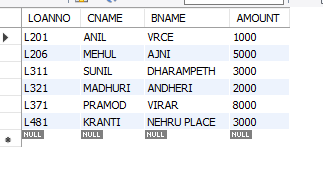 LOANNO CNAME BNAME AMOUNT
L201 ANIL VRCE 1000
L206 MEHUL AJNI 5000
L311 SUNIL DHARAMPETH 3000
L321 MADHURI ANDHERI 2000
L371 PRAMOD VIRAR 8000
L481 KRANTI NEHRU PLACE 3000
NULL NULL NULL NULL